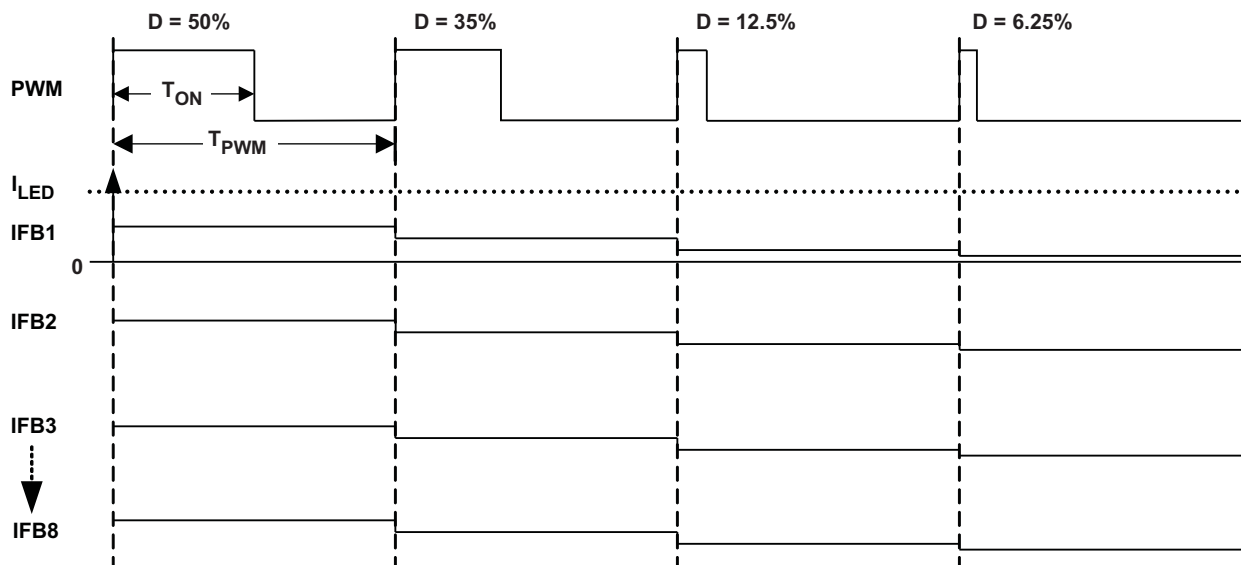 D = 50%
D = 35%
D = 12.5%
D = 6.25%
PWM
TON
TPWM
ILED
IFB1
0
IFB2
IFB3
IFB8